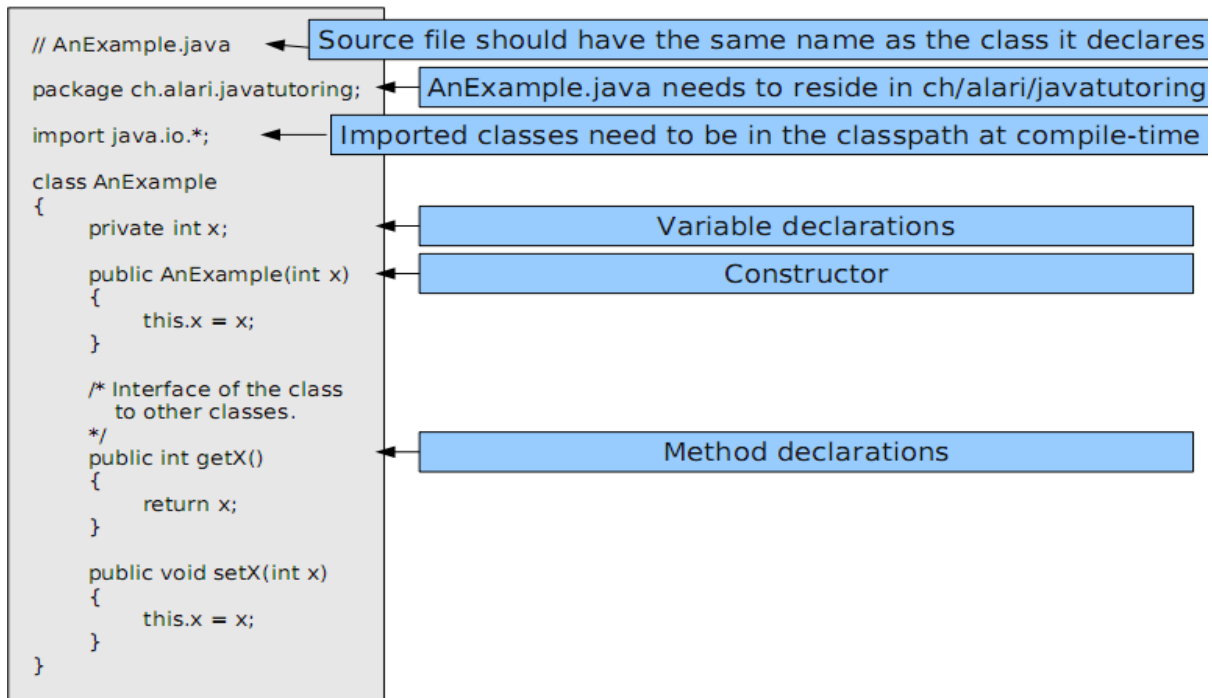 // AnExample.java
Source file should have the same name as the class it declares
package ch.alari.javatutoring;
AnExample.java needs to reside in ch/alari/javatutoring
import java.io.*;
Imported classes need to be in the classpath at compile-time
class AnExample
{
private int x;
Variable declarations
public AnExample(int x)
Constructor
{
this.x = x;
}
/* Interface of the class
to other classes.
*/
public int getX()
Method declarations
{
return x;
}
public void setX(int x)
{
this.x = x;
}
}